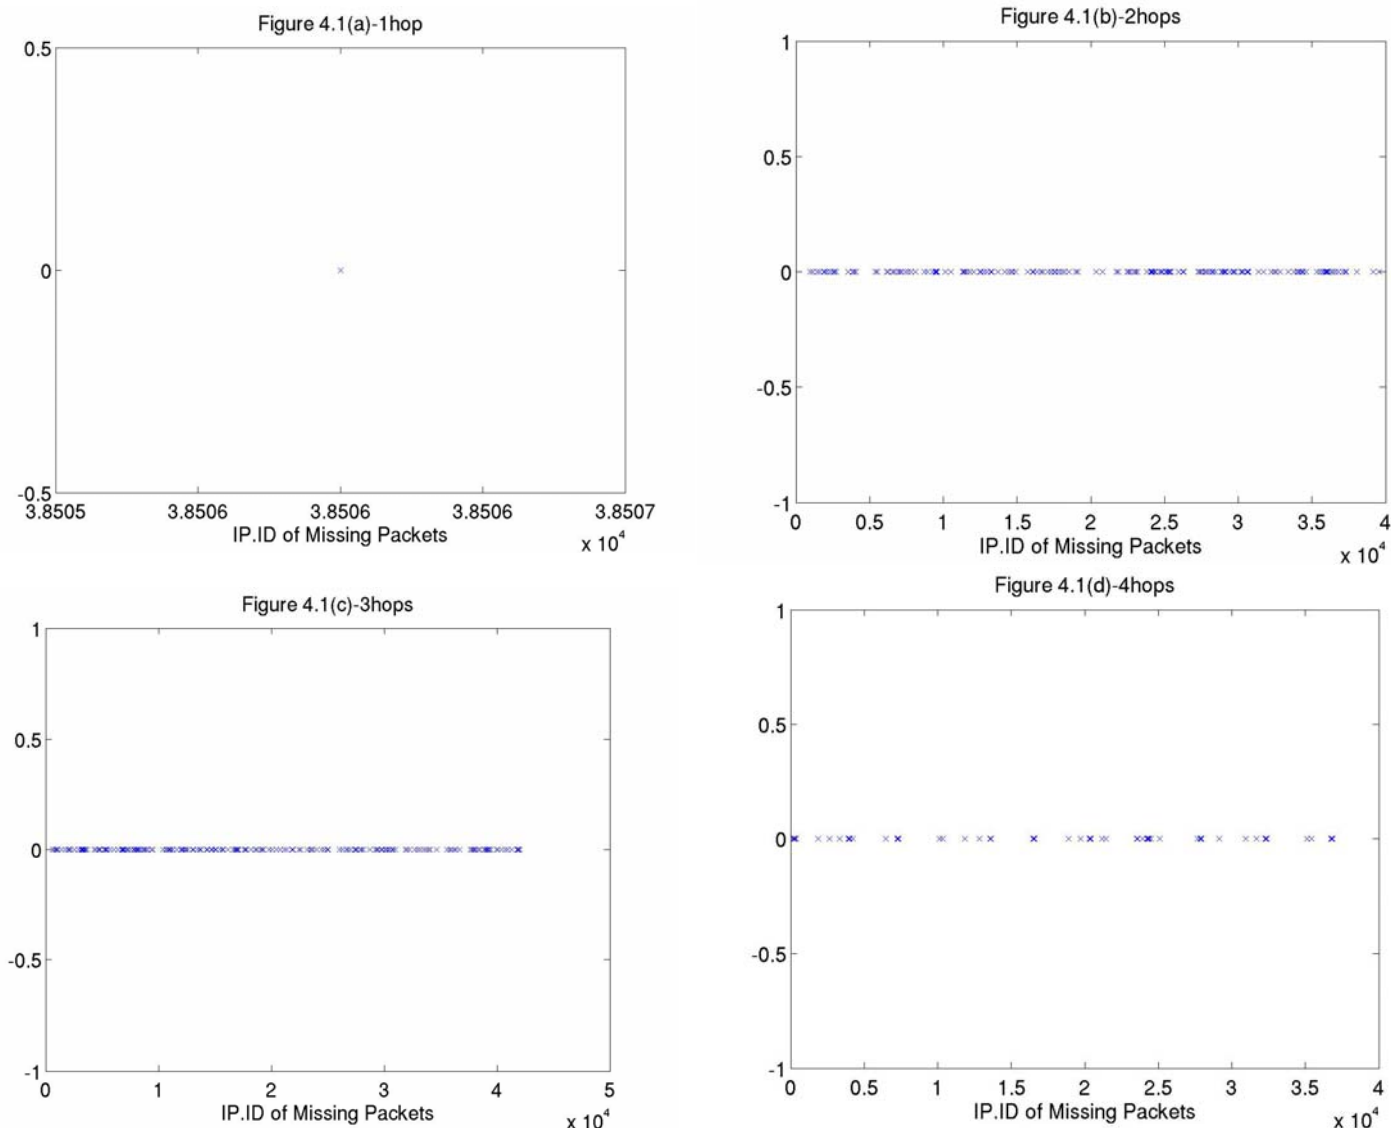 Figure 4.1(a)-1hop
0.5
0
-0.5
3.8505 3.8506 3.8506 3.8506 3.8507
IP.ID of Missing Packets
x 10⁴
Figure 4.1(b)-2hops
1
0.5
0
-0.5
-1
0 0.5 1 1.5 2 2.5 3 3.5 4
IP.ID of Missing Packets
x 10⁴
Figure 4.1(c)-3hops
1
0.5
0
-0.5
-1
0 1 2 3 4 5
IP.ID of Missing Packets
x 10⁴
Figure 4.1(d)-4hops
1
0.5
0
-0.5
-1
0 0.5 1 1.5 2 2.5 3 3.5 4
IP.ID of Missing Packets
x 10⁴